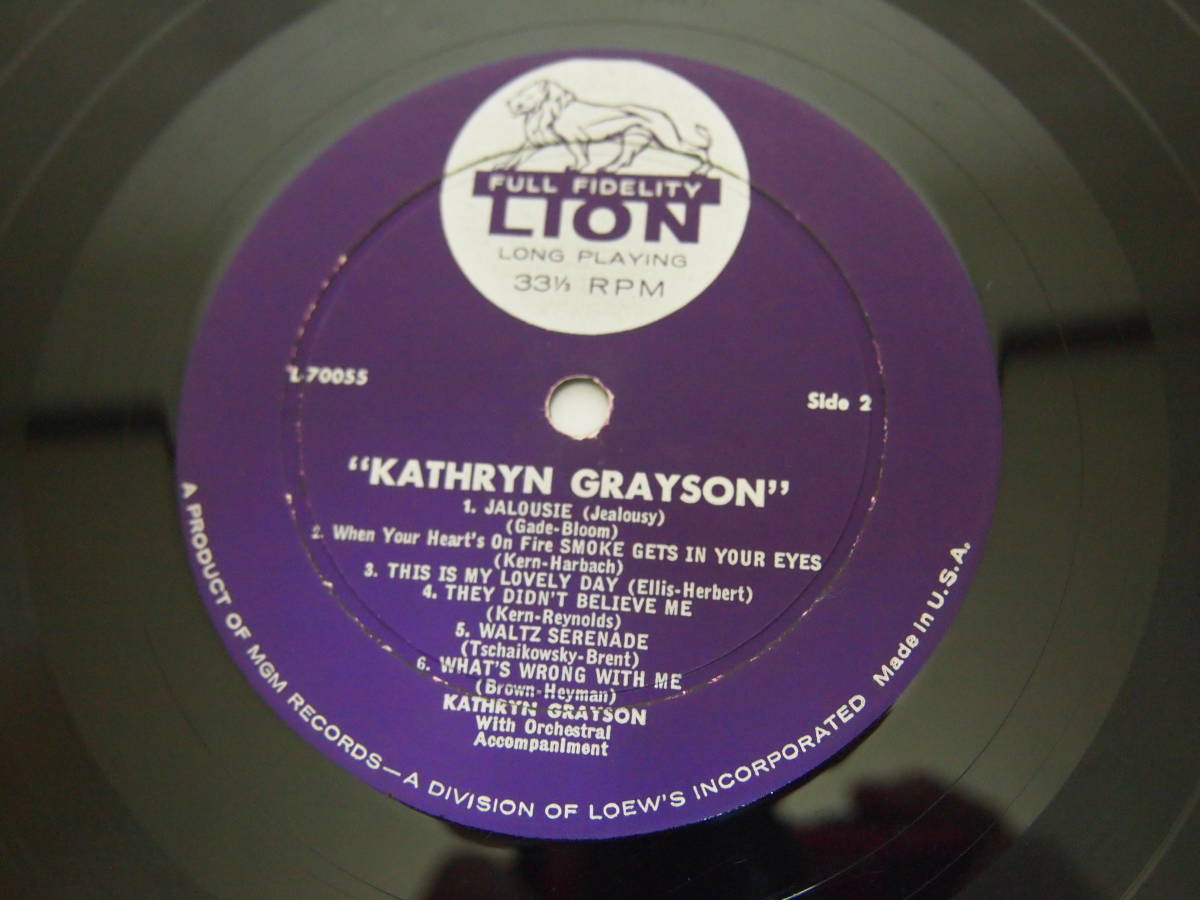 FULL FIDELITY
LION
LONG PLAYING
33⅓ RPM
L-70055
Side 2
“KATHRYN GRAYSON”
1. JALOUSIE (Jealousy)
(Gade-Bloom)
2. When Your Heart's On Fire SMOKE GETS IN YOUR EYES
(Kern-Harbach)
3. THIS IS MY LOVELY DAY (Ellis-Herbert)
4. THEY DIDN'T BELIEVE ME
(Kern-Reynolds)
5. WALTZ SERENADE
(Tschaikowsky-Brent)
6. WHAT'S WRONG WITH ME
(Brown-Heyman)
KATHRYN GRAYSON
With Orchestral
Accompaniment
A PRODUCT OF MGM RECORDS—A DIVISION OF LOEW'S INCORPORATED Made in U.S.A.